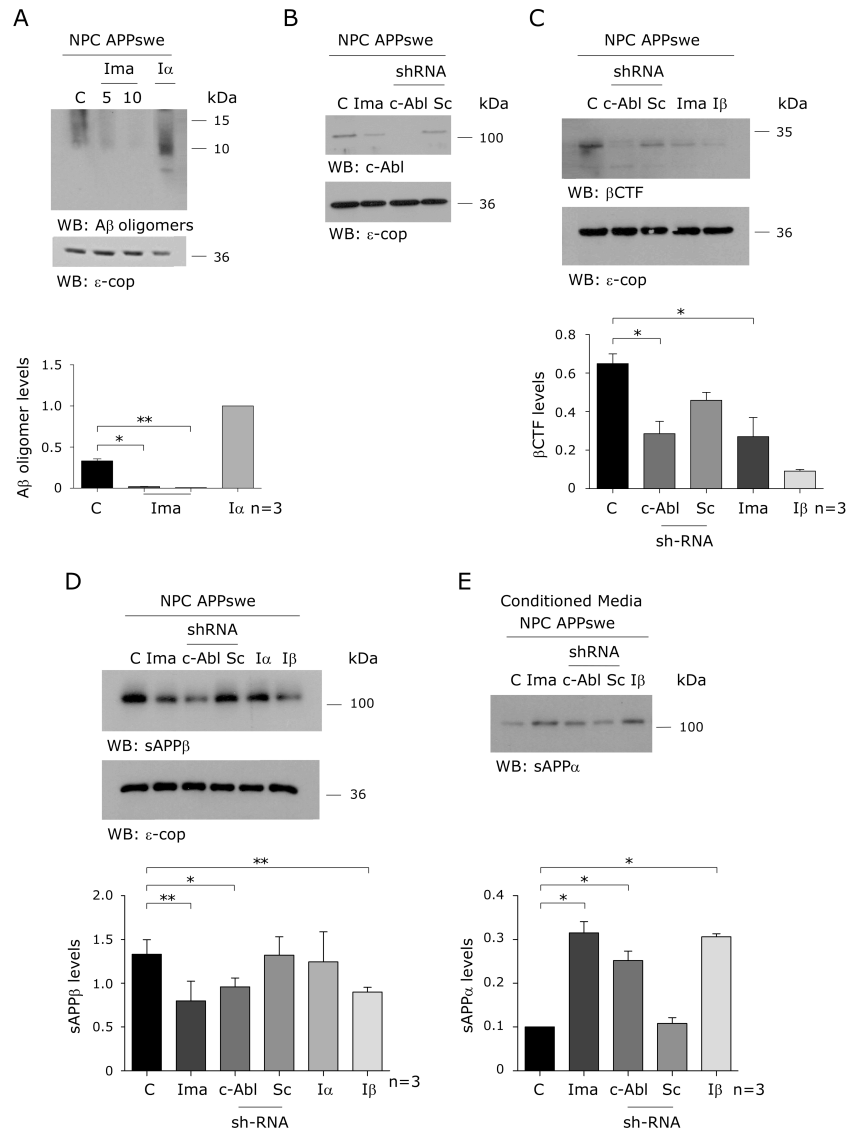 A
NPC APPswe
Ima Iα
C 5 10 kDa
15
10
WB: Aβ oligomers
36
WB: ε-cop
Aβ oligomer levels
1.5
1.0
0.5
0
* **
C Ima Iα n=3
B
NPC APPswe
shRNA
C Ima c-Abl Sc kDa
100
WB: c-Abl
36
WB: ε-cop
C
NPC APPswe
shRNA
C c-Abl Sc Ima Iβ kDa
35
WB: βCTF
36
WB: ε-cop
βCTF levels
0.8
0.6
0.4
0.2
0
*
*
C c-Abl Sc Ima Iβ n=3
sh-RNA
D
NPC APPswe
shRNA
C Ima c-Abl Sc Iα Iβ kDa
100
WB: sAPPβ
36
WB: ε-cop
sAPPβ levels
2.0
1.5
1.0
0.5
0
**
*
**
C Ima c-Abl Sc Iα Iβ n=3
sh-RNA
E
Conditioned Media
NPC APPswe
shRNA
C Ima c-Abl Sc Iβ kDa
100
WB: sAPPα
sAPPα levels
0.4
0.3
0.2
0.1
0
*
*
*
C Ima c-Abl Sc Iβ n=3
sh-RNA